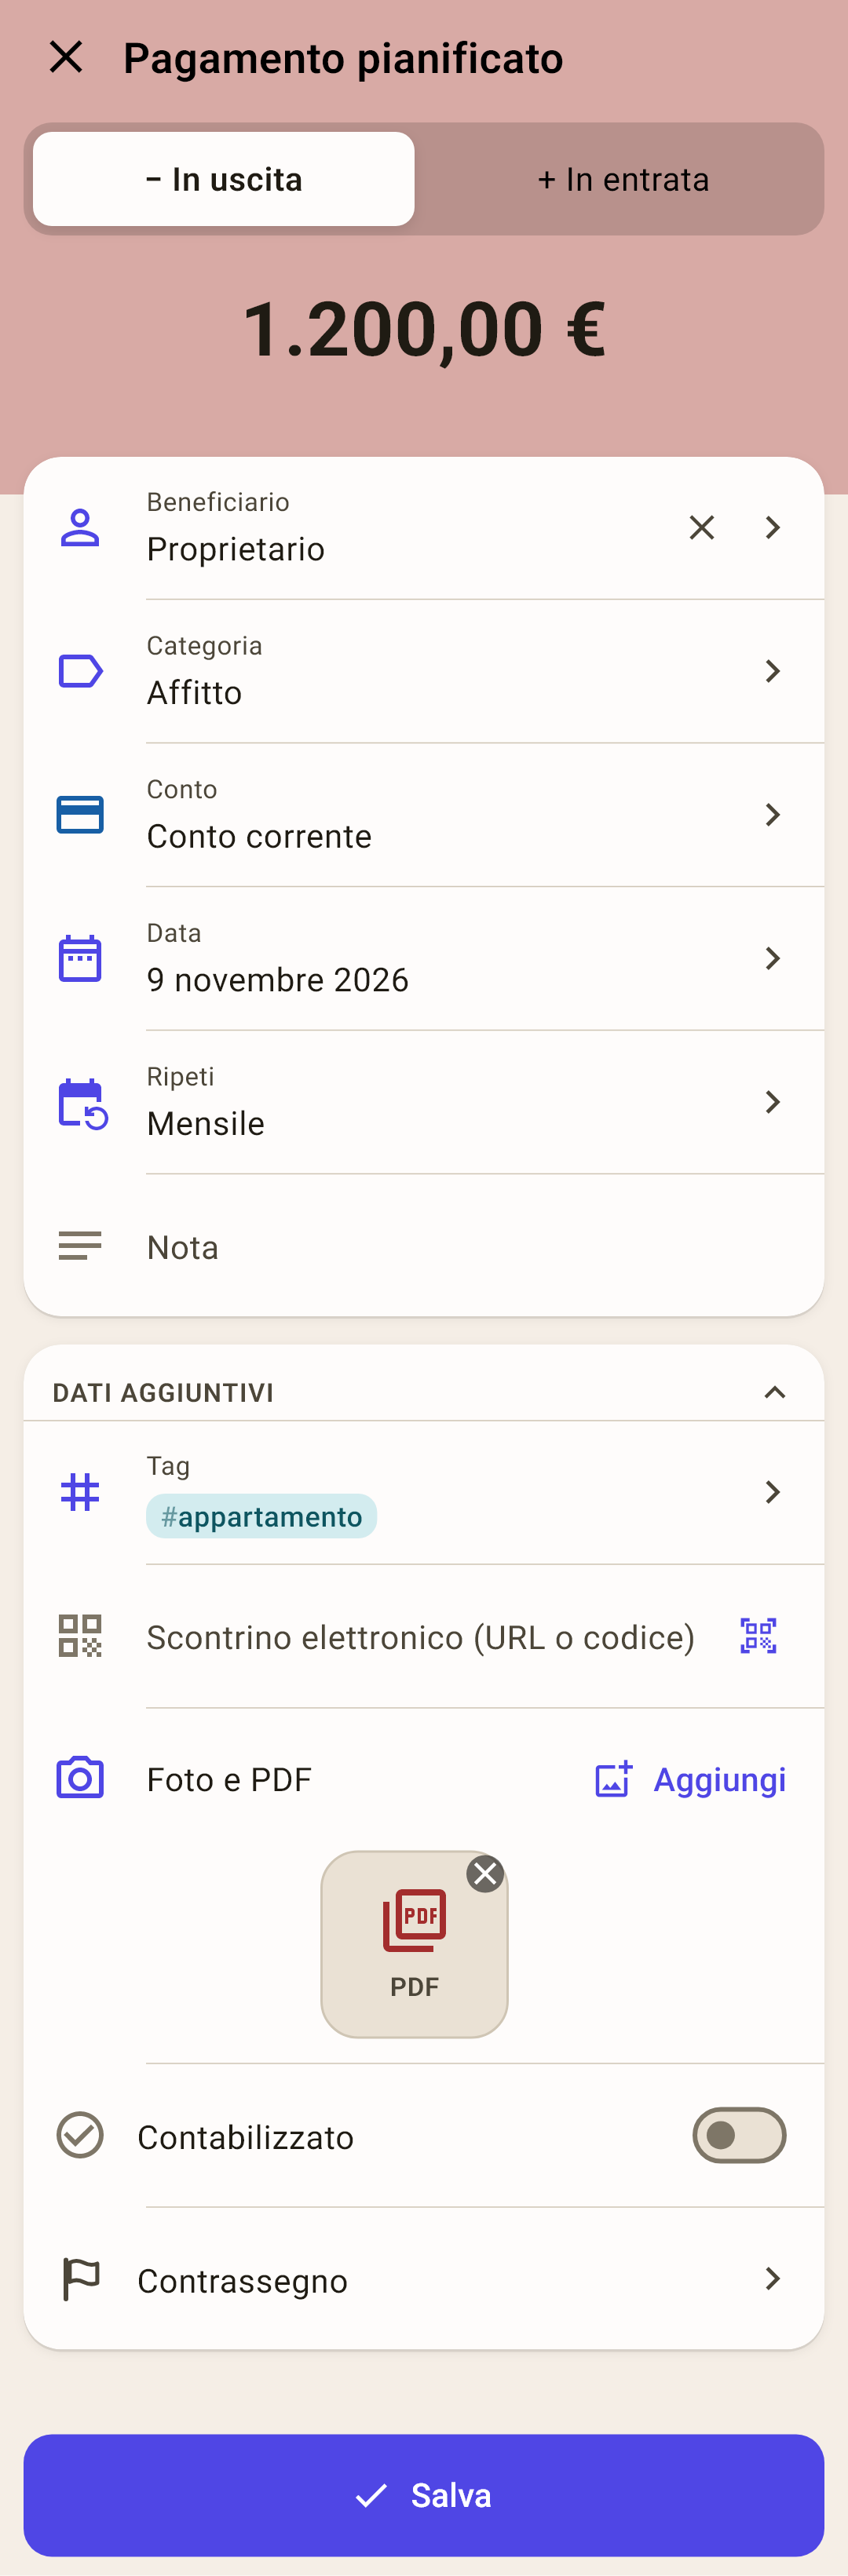 Pagamento pianificato
− In uscita
+ In entrata
1.200,00 €
Beneficiario
Proprietario
Categoria
Affitto
Conto
Conto corrente
Data
9 novembre 2026
Ripeti
Mensile
Nota
DATI AGGIUNTIVI
Tag
#appartamento
Scontrino elettronico (URL o codice)
Foto e PDF
Aggiungi
PDF
PDF
Contabilizzato
Contrassegno
Salva